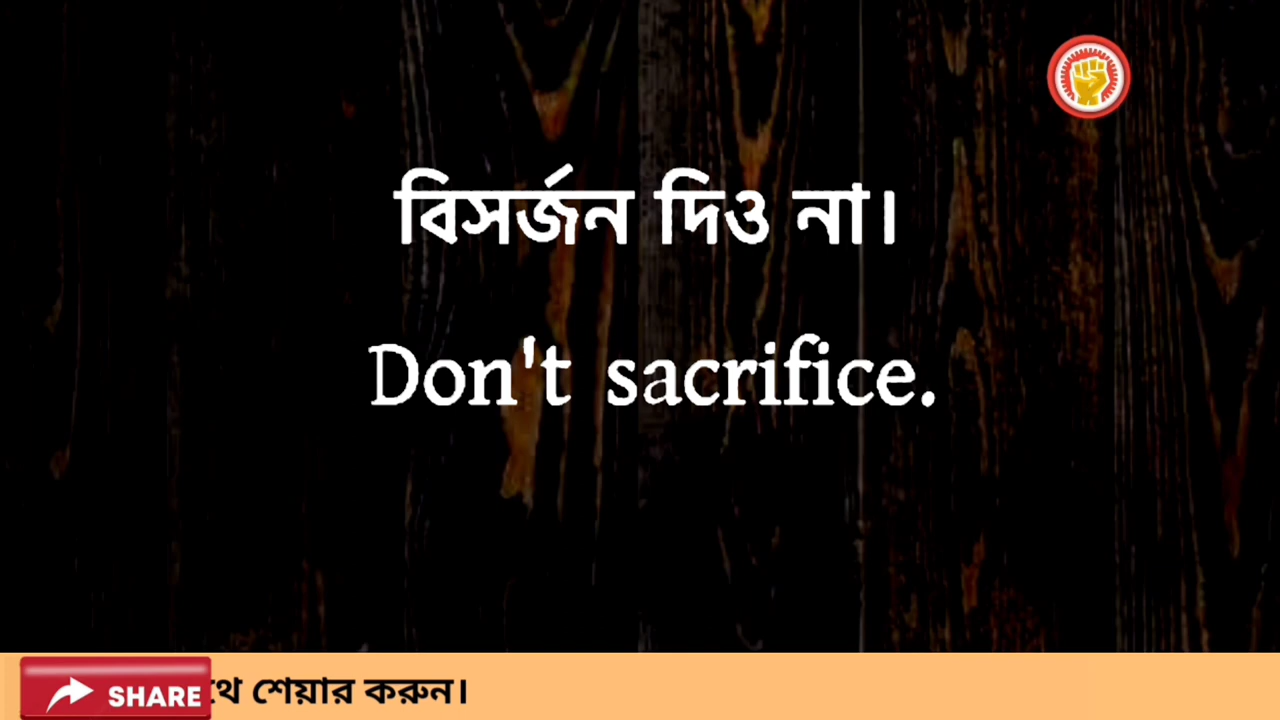 বিসর্জন দিও না।
Don't sacrifice.
SHARE শেয়ার করুন।